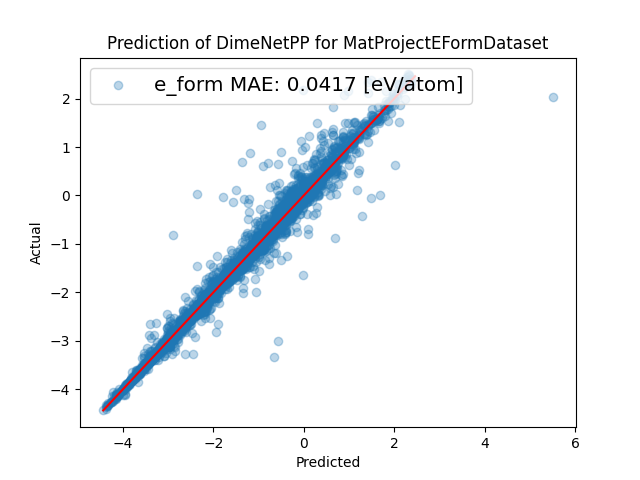 Prediction of DimeNetPP for MatProjectEFormDataset
e_form MAE: 0.0417 [eV/atom]
2
1
0
−1
−2
−3
−4
Actual
−4 −2 0 2 4 6
Predicted